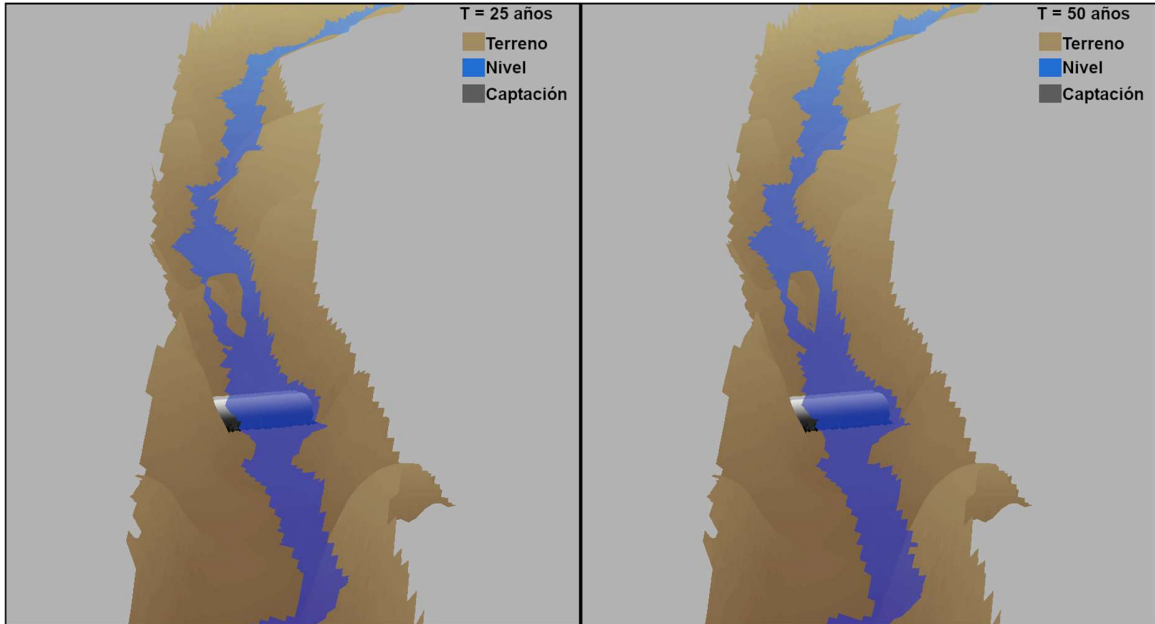 T = 25 años
Terreno
Nivel
Captación
T = 50 años
Terreno
Nivel
Captación